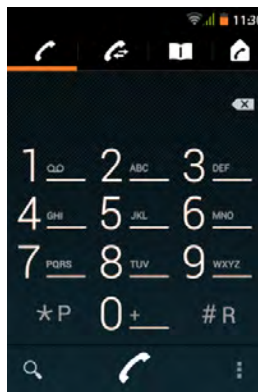 11:30
1 2 ABC 3 DEF
4 GHI 5 JKL 6 MNO
7 PQRS 8 TUV 9 WXYZ
*P 0 + # R